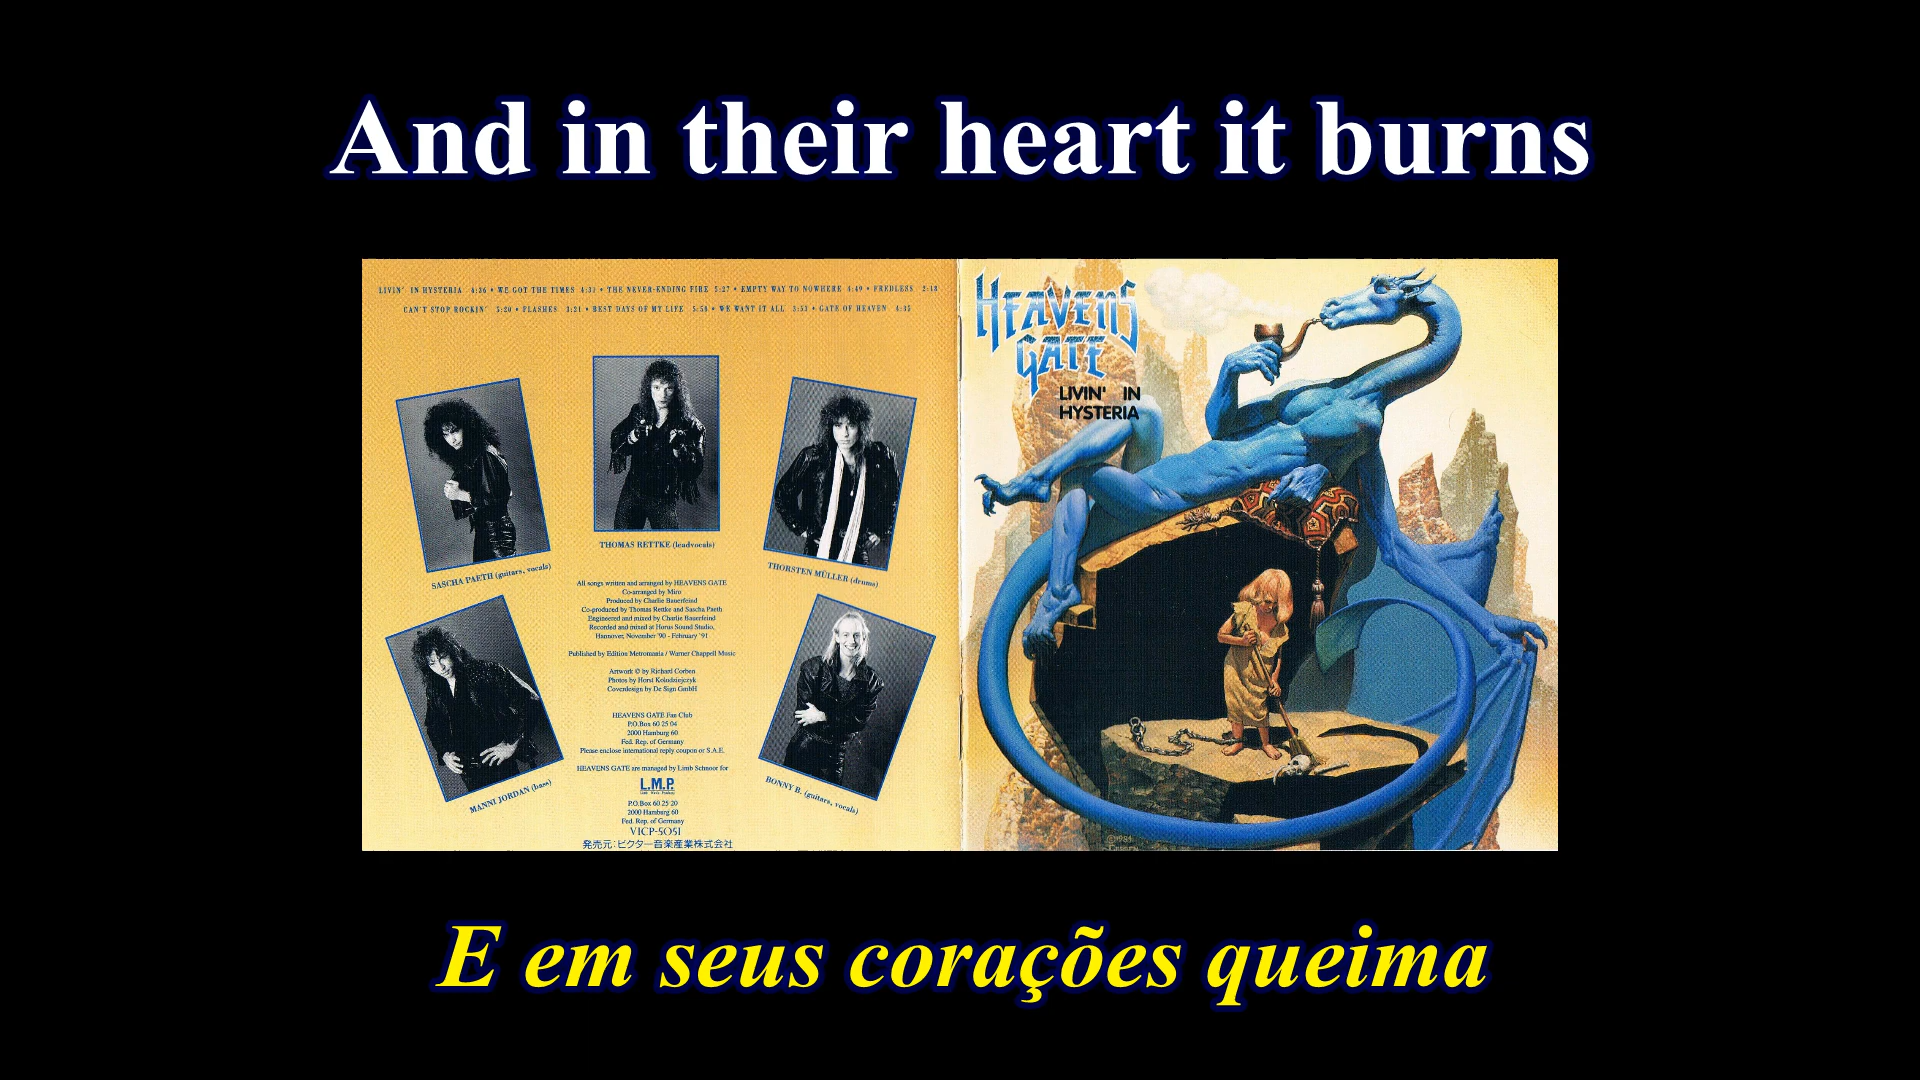 And in their heart it burns
LIVIN' IN HYSTERIA 4:36 • WE GOT THE TIMES 4:31 • THE NEVER-ENDING FIRE 5:27 • EMPTY WAY TO NOWHERE 4:49 • FREDLESS 2:18
CAN'T STOP ROCKIN' 5:20 • FLASHES 3:21 • BEST DAYS OF MY LIFE 5:58 • WE WANT IT ALL 3:53 • GATE OF HEAVEN 4:35
SASCHA PAETH (guitars, vocals)
THOMAS RETTKE (leadvocals)
THORSTEN MÜLLER (drums)
MANNI JORDAN (bass)
BONNY B. (guitars, vocals)
All songs written and arranged by HEAVENS GATE
Co-arranged by Miro
Produced by Charlie Bauerfeind
Co-produced by Thomas Rettke and Sascha Paeth
Engineered and mixed by Charlie Bauerfeind
Recorded and mixed at Horus Sound Studio,
Hannover, November '90 - February '91
Published by Edition Metromania / Warner Chappell Music
Artwork © by Richard Corben
Photos by Horst Kolodziejczyk
Coverdesign by De Sign GmbH
HEAVENS GATE Fan Club
P.O.Box 60 25 04
2000 Hamburg 60
Fed. Rep. of Germany
Please enclose international reply coupon or S.A.E.
HEAVENS GATE are managed by Limb Schnoor for
L.M.P.
P.O.Box 60 25 20
2000 Hamburg 60
Fed. Rep. of Germany
VICP-5051
発売元:ビクター音楽産業株式会社
HEAVENS
GATE
LIVIN' IN
HYSTERIA
E em seus corações queima